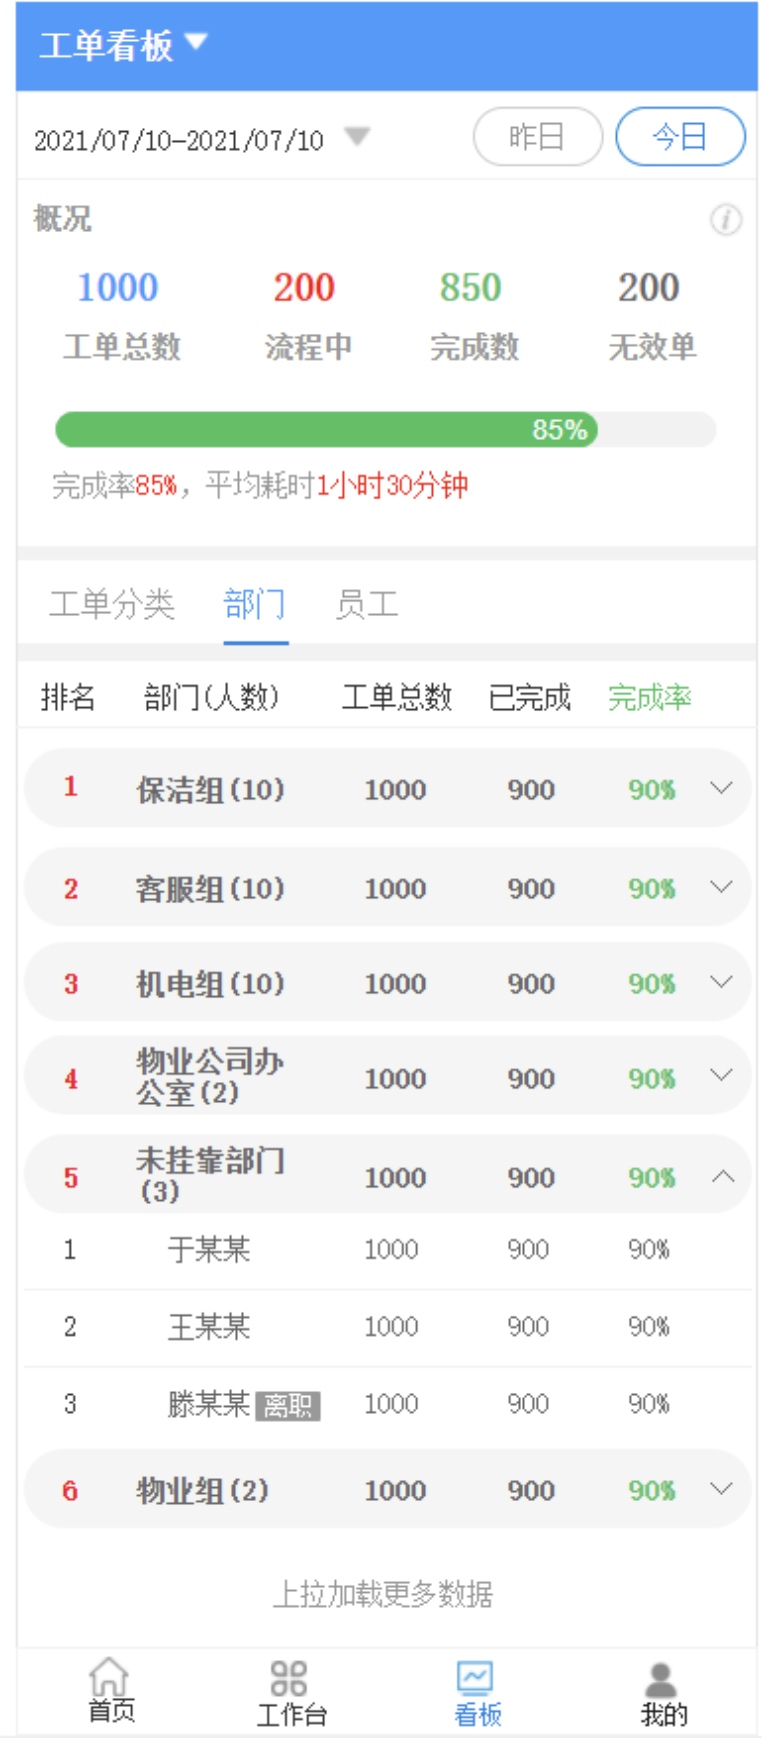 工单看板
2021/07/10-2021/07/10 昨日 今日
概况
1000 200 850 200
工单总数 流程中 完成数 无效单
85%
完成率85%，平均耗时1小时30分钟
工单分类 部门 员工
排名 部门(人数) 工单总数 已完成 完成率
1 保洁组(10) 1000 900 90%
2 客服组(10) 1000 900 90%
3 机电组(10) 1000 900 90%
4 物业公司办
公室(2) 1000 900 90%
5 未挂靠部门
(3) 1000 900 90%
1 于某某 1000 900 90%
2 王某某 1000 900 90%
3 滕某某 离职 1000 900 90%
6 物业组(2) 1000 900 90%
上拉加载更多数据
首页 工作台 看板 我的